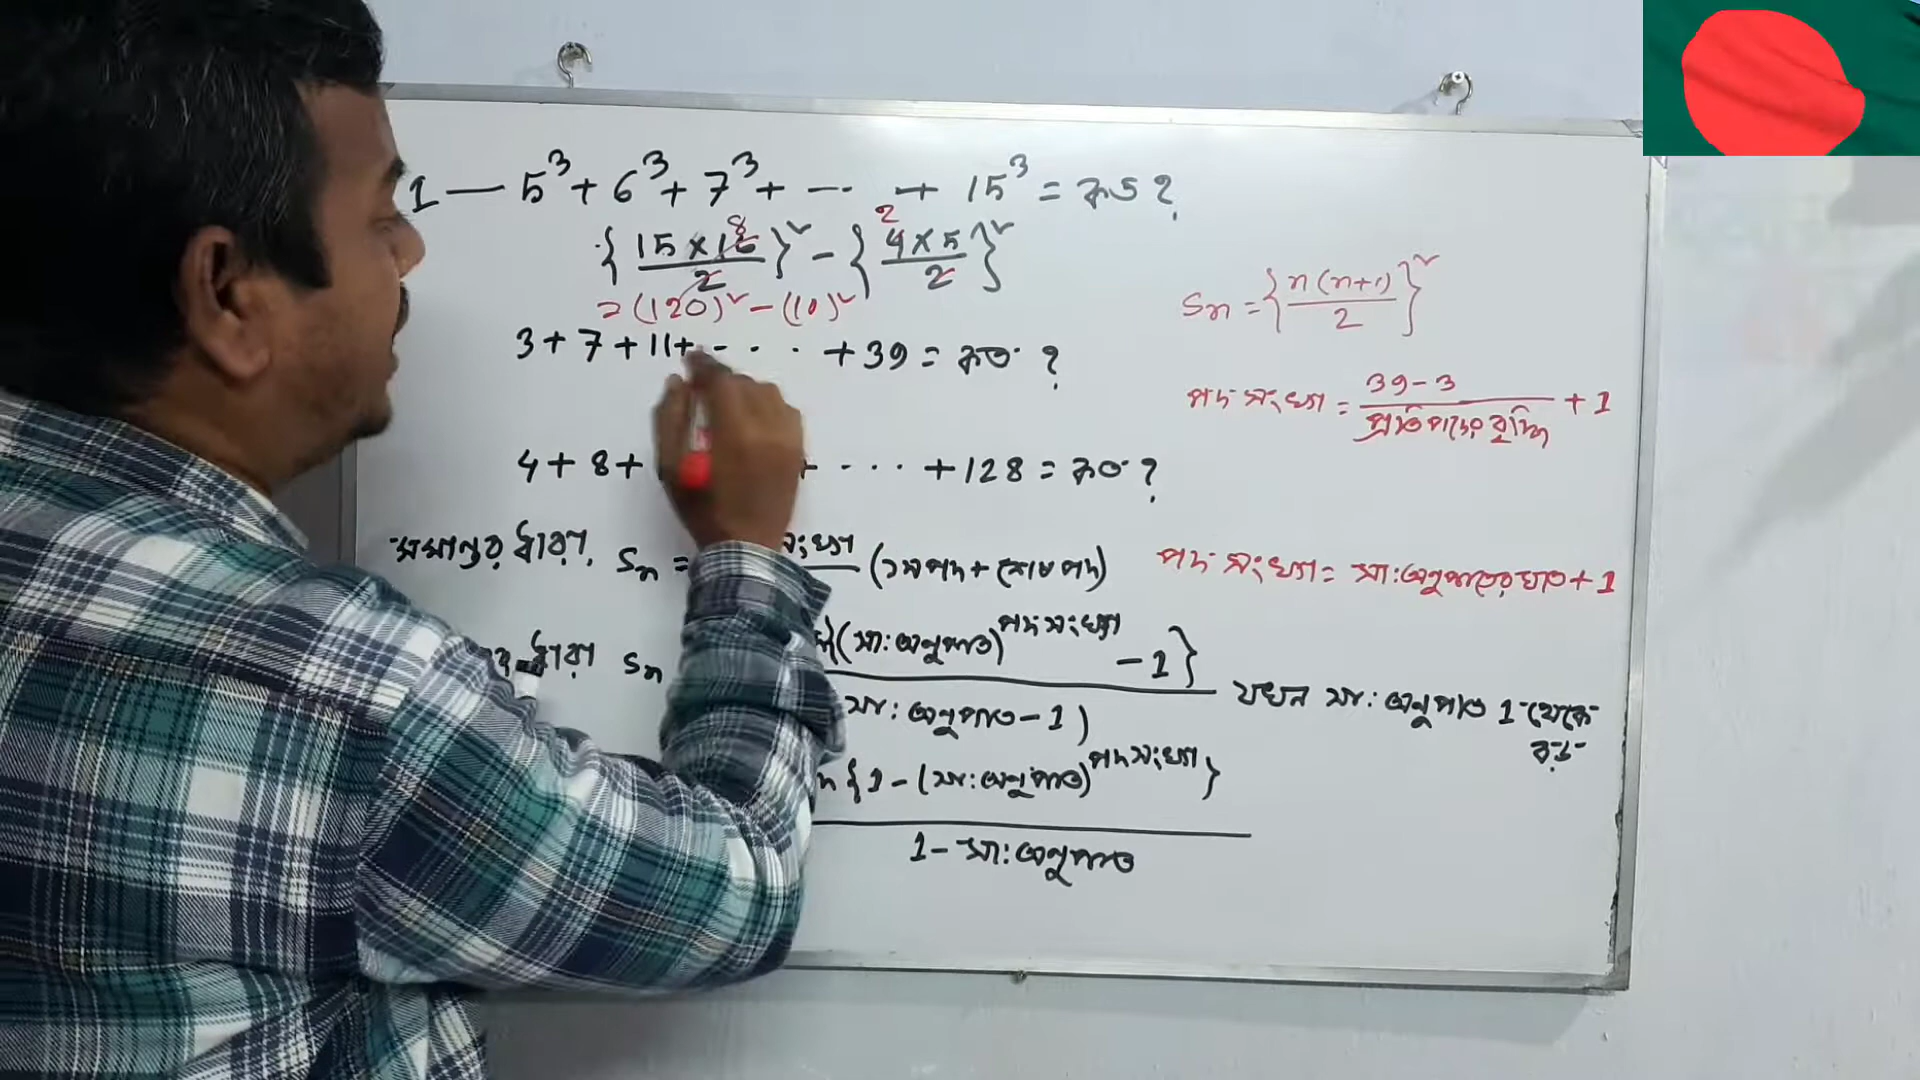 1 — 5³ + 6³ + 7³ + ··· + 15³ = কত ?
{15×16/2}² - {4×5/2}²
8
2
= (120)² - (10)²
3 + 7 + 11 + - · · · + 39 = কত ?
4 + 8 + + ··· + 128 = কত ?
সমান্তর ধারা, Sn = (১ম পদ + শেষ পদ)
ধারা Sn {(সা: অনুপাত)^পদ সংখ্যা - 1}
সা: অনুপাত - 1)
যখন সা: অনুপাত 1 থেকে
বড়
{1 - (সা: অনুপাত)^পদ সংখ্যা}
1 - সা: অনুপাত
Sn = {n(n+1)/2}²
পদ সংখ্যা = 39 - 3/প্রতি পদের বৃদ্ধি + 1
পদ সংখ্যা = সা: অনুপাতের ঘাত + 1